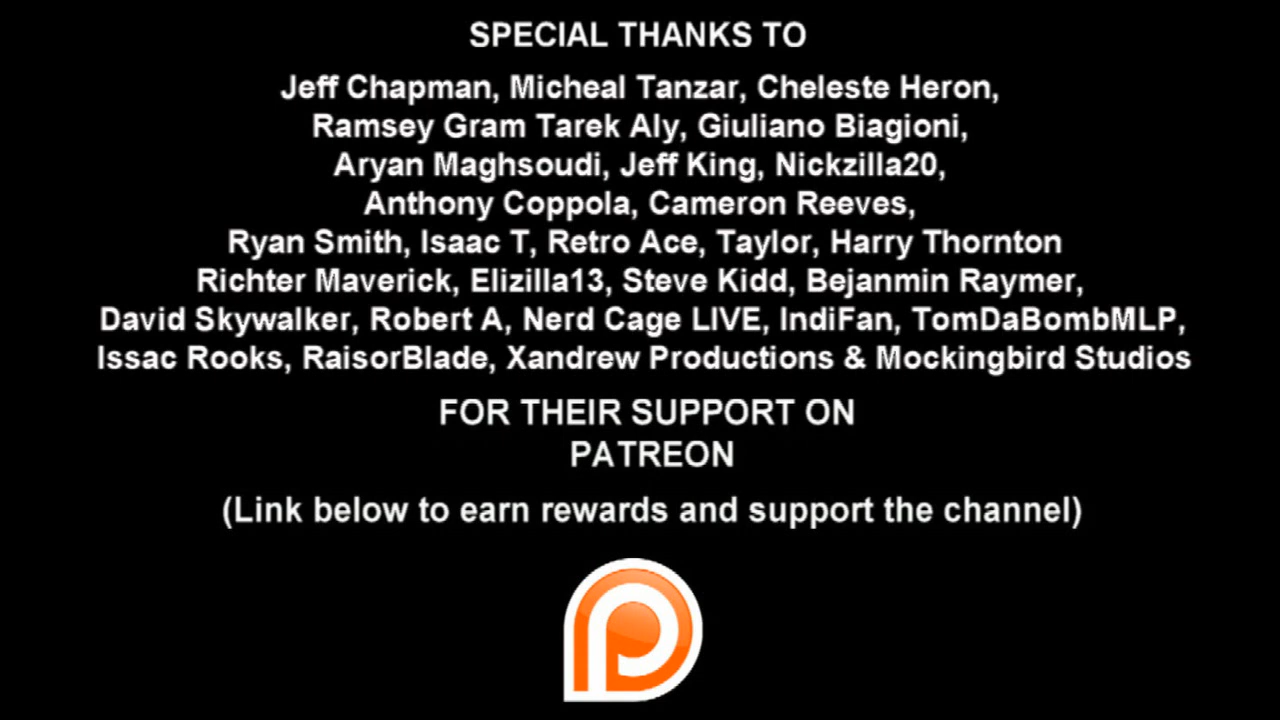 SPECIAL THANKS TO
Jeff Chapman, Micheal Tanzar, Cheleste Heron,
Ramsey Gram Tarek Aly, Giuliano Biagioni,
Aryan Maghsoudi, Jeff King, Nickzilla20,
Anthony Coppola, Cameron Reeves,
Ryan Smith, Isaac T, Retro Ace, Taylor, Harry Thornton
Richter Maverick, Elizilla13, Steve Kidd, Bejanmin Raymer,
David Skywalker, Robert A, Nerd Cage LIVE, IndiFan, TomDaBombMLP,
Issac Rooks, RaisorBlade, Xandrew Productions & Mockingbird Studios
FOR THEIR SUPPORT ON
PATREON
(Link below to earn rewards and support the channel)